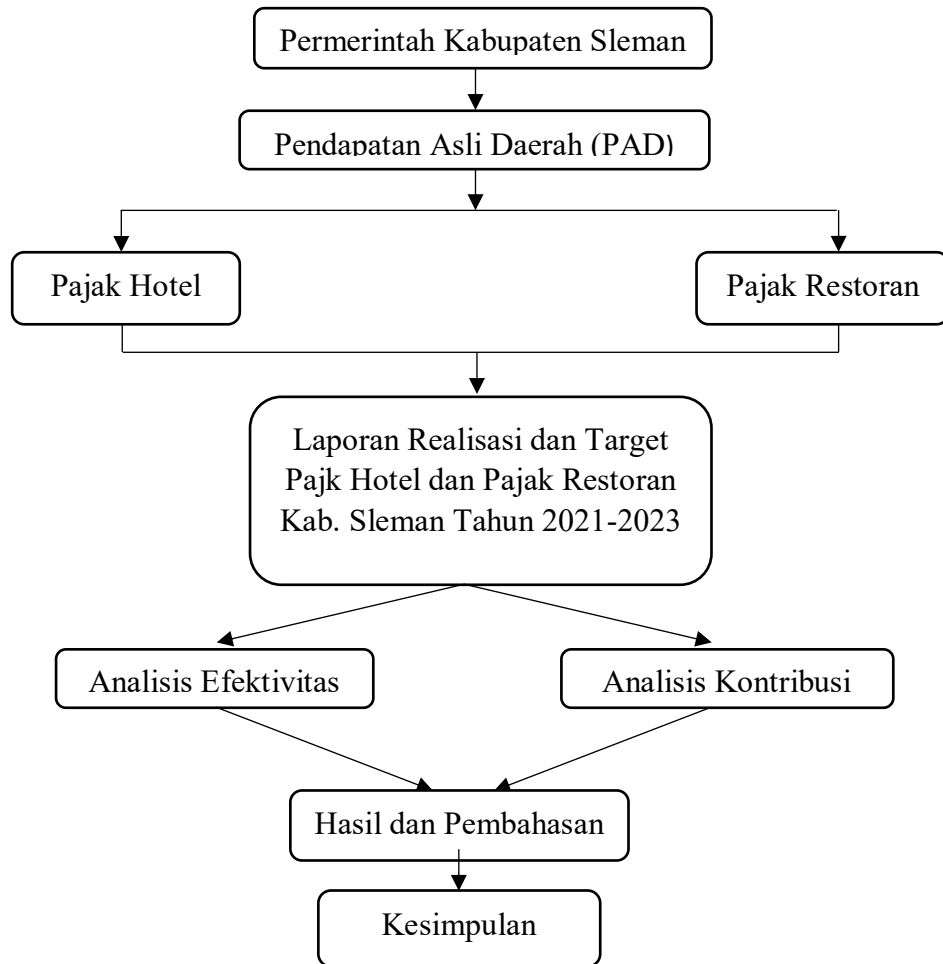 Permerintah Kabupaten Sleman
Pendapatan Asli Daerah (PAD)
Pajak Hotel
Pajak Restoran
Laporan Realisasi dan Target
Pajk Hotel dan Pajak Restoran
Kab. Sleman Tahun 2021-2023
Analisis Efektivitas
Analisis Kontribusi
Hasil dan Pembahasan
Kesimpulan